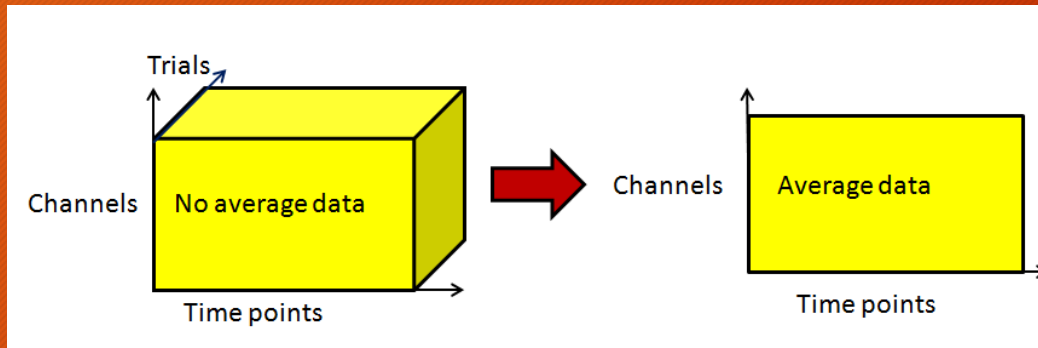 Trials
Channels
No average data
Time points
Channels
Average data
Time points